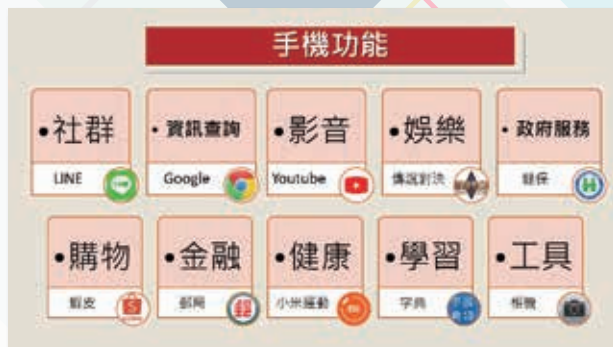 手機功能
•社群
•資訊查詢
•影音
•娛樂
•政府服務
LINE
Google
Youtube
傳說對決
健保
•購物
•金融
•健康
•學習
•工具
蝦皮
郵局
小米運動
字典
相機